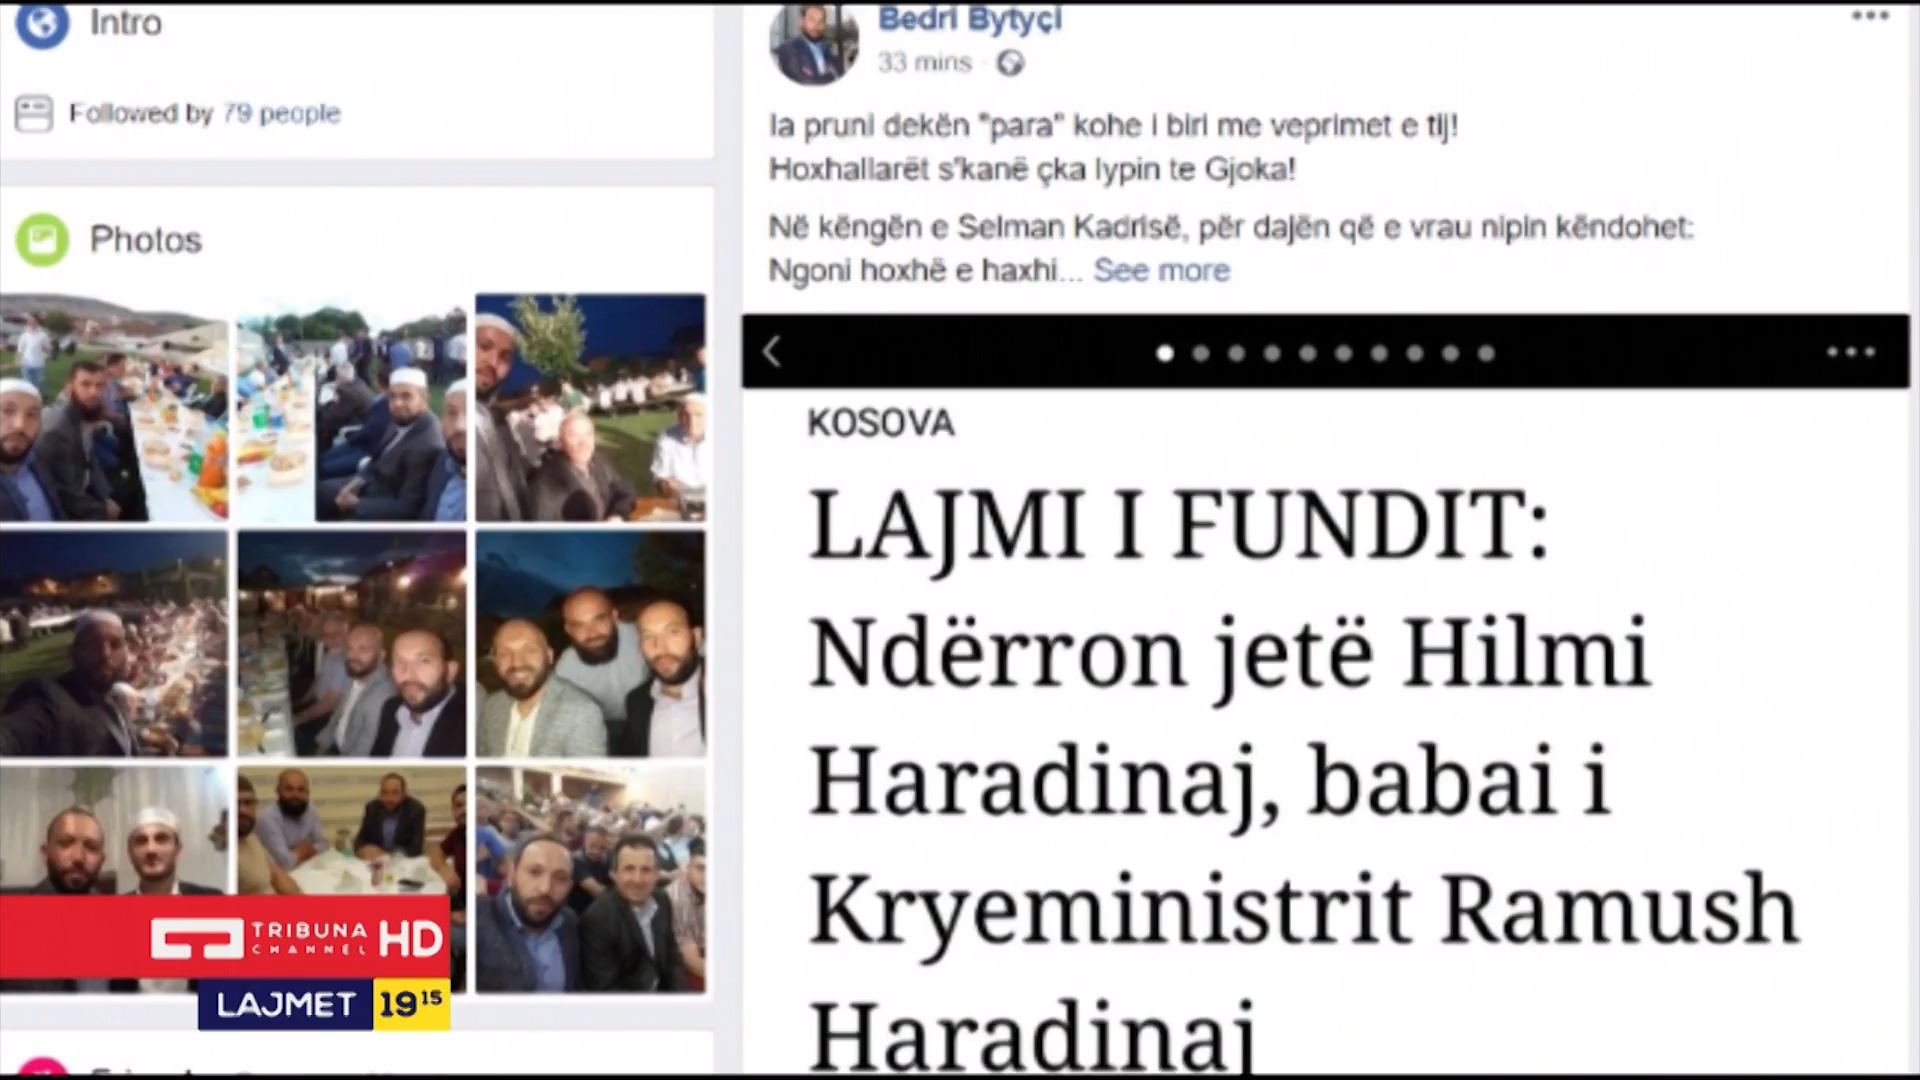 Intro
Followed by 79 people
Photos
Bedri Bytyçi
33 mins
Ia pruni dekën "para" kohe i biri me veprimet e tij!
Hoxhallarët s'kanë çka lypin te Gjoka!
Në këngën e Selman Kadrisë, për dajën që e vrau nipin këndohet:
Ngoni hoxhë e haxhi... See more
KOSOVA
LAJMI I FUNDIT:
Ndërron jetë Hilmi
Haradinaj, babai i
Kryeministrit Ramush
Haradinaj
TRIBUNA
CHANNEL
HD
LAJMET 19 15